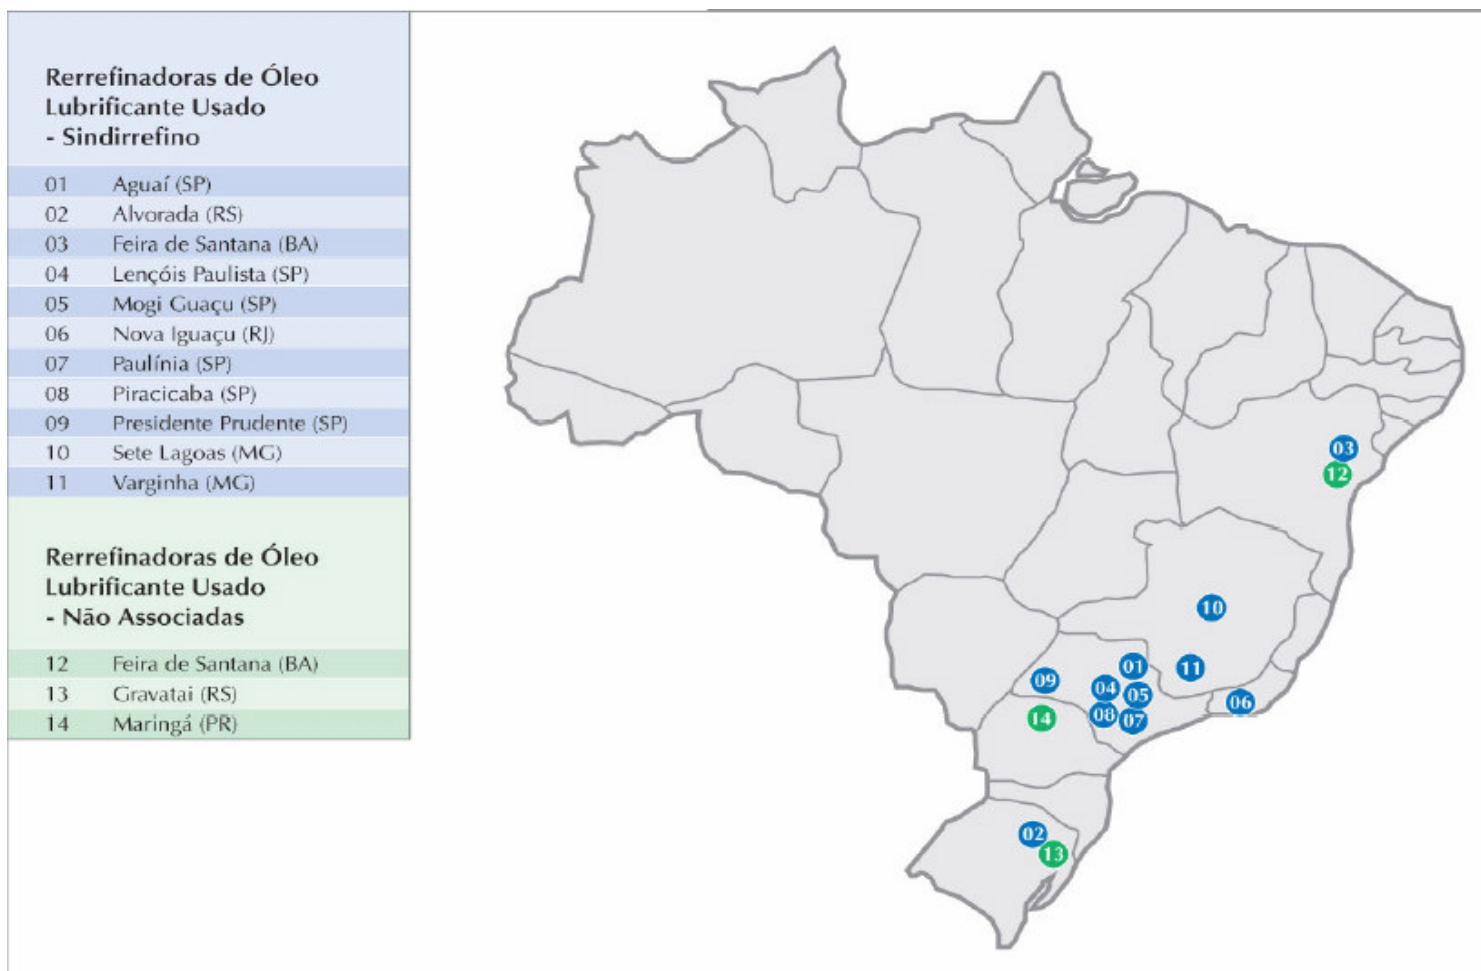 Rerrefinadoras de Óleo
Lubrificante Usado
- Sindirrefino
01 Aguaí (SP)
02 Alvorada (RS)
03 Feira de Santana (BA)
04 Lençóis Paulista (SP)
05 Mogi Guaçu (SP)
06 Nova Iguaçu (RJ)
07 Paulínia (SP)
08 Piracicaba (SP)
09 Presidente Prudente (SP)
10 Sete Lagoas (MG)
11 Varginha (MG)
Rerrefinadoras de Óleo
Lubrificante Usado
- Não Associadas
12 Feira de Santana (BA)
13 Gravatai (RS)
14 Maringá (PR)
03
12
10
01
11
09
04
05
06
14
08
07
02
13